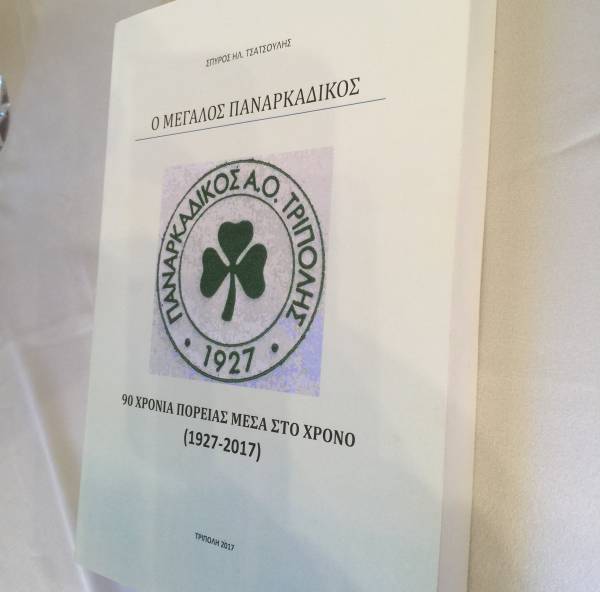 ΣΠΥΡΟΣ ΗΛ. ΤΣΑΤΣΟΥΛΗΣ
Ο ΜΕΓΑΛΟΣ ΠΑΝΑΡΚΑΔΙΚΟΣ
ΠΑΝΑΡΚΑΔΙΚΟΣ Α.Ο. ΤΡΙΠΟΛΗΣ
• 1927 •
90 ΧΡΟΝΙΑ ΠΟΡΕΙΑΣ ΜΕΣΑ ΣΤΟ ΧΡΟΝΟ
(1927-2017)
ΤΡΙΠΟΛΗ 2017